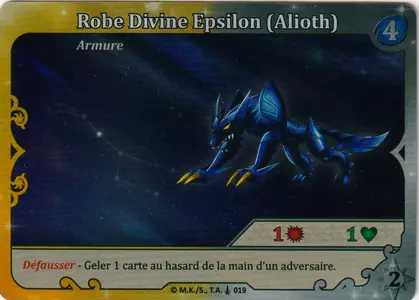 Robe Divine Epsilon (Alioth)
4
Armure
1 1
Défausser - Geler 1 carte au hasard de la main d'un adversaire.
© M.K./S., T.A. 019
2